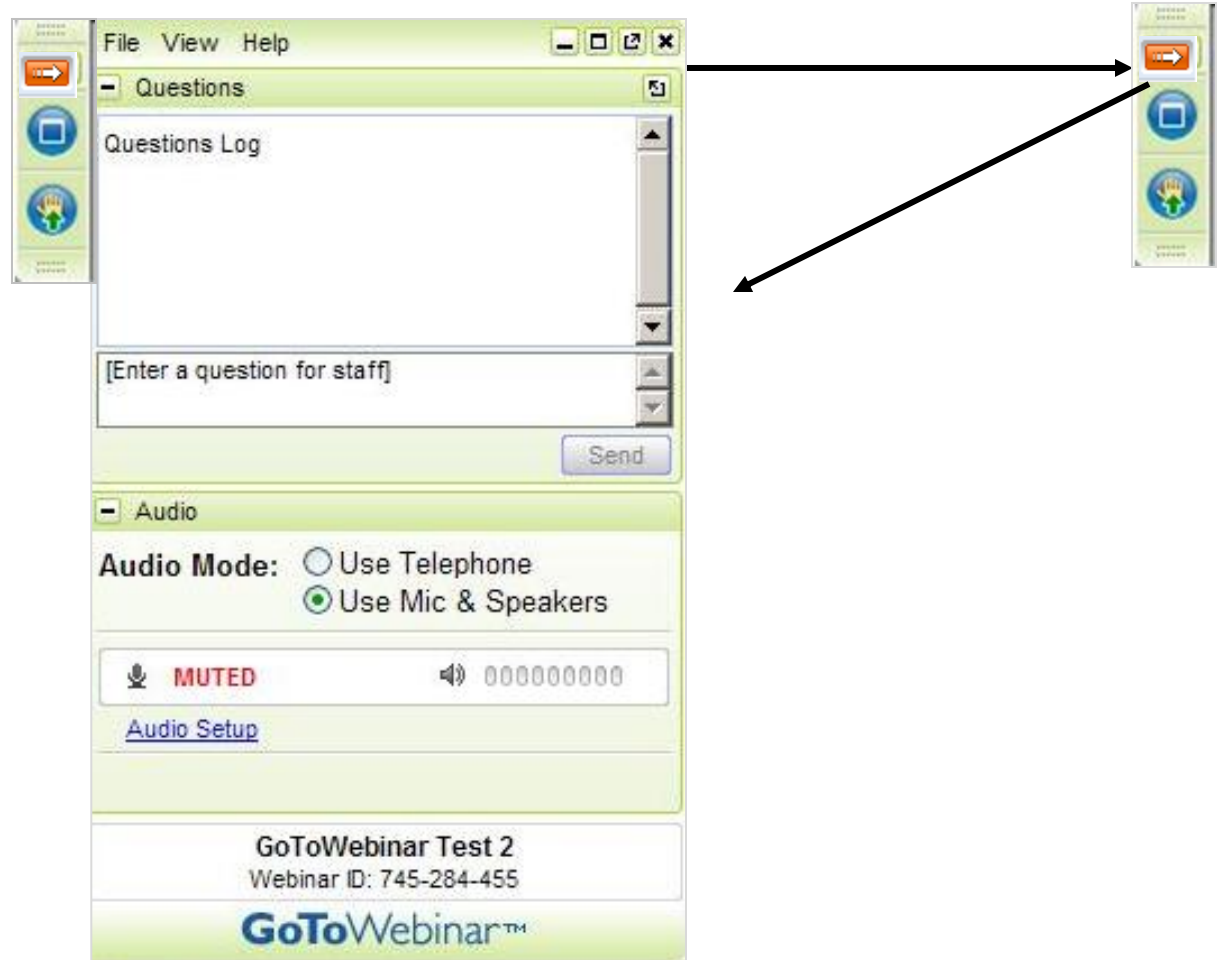 File View Help
Questions
Questions Log
[Enter a question for staff]
Send
Audio
Audio Mode: Use Telephone
Use Mic & Speakers
MUTED 000000000
Audio Setup
GoToWebinar Test 2
Webinar ID: 745-284-455
GoToWebinar™